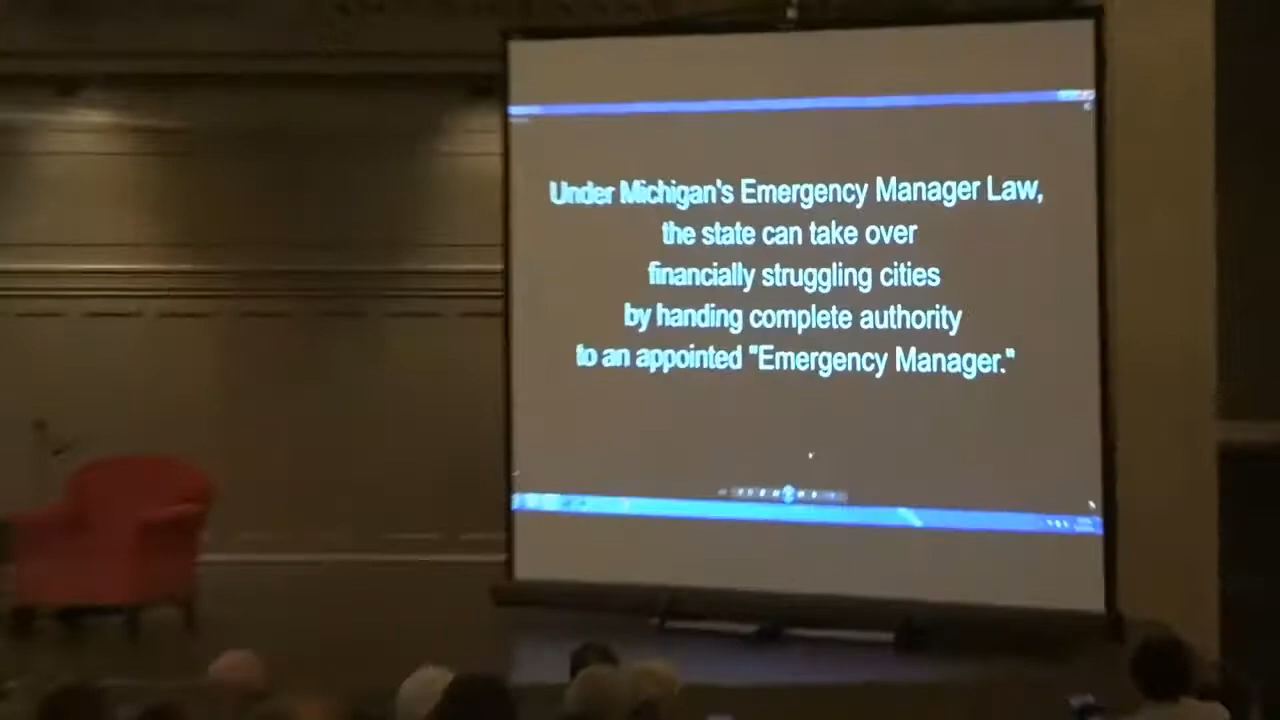 Under Michigan's Emergency Manager Law,
the state can take over
financially struggling cities
by handing complete authority
to an appointed "Emergency Manager."